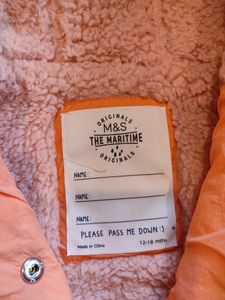 ORIGINALS
M&S
THE MARITIME
ORIGINALS
NAME:
NAME:
NAME:
PLEASE PASS ME DOWN :)
Made in China
12-18 mths